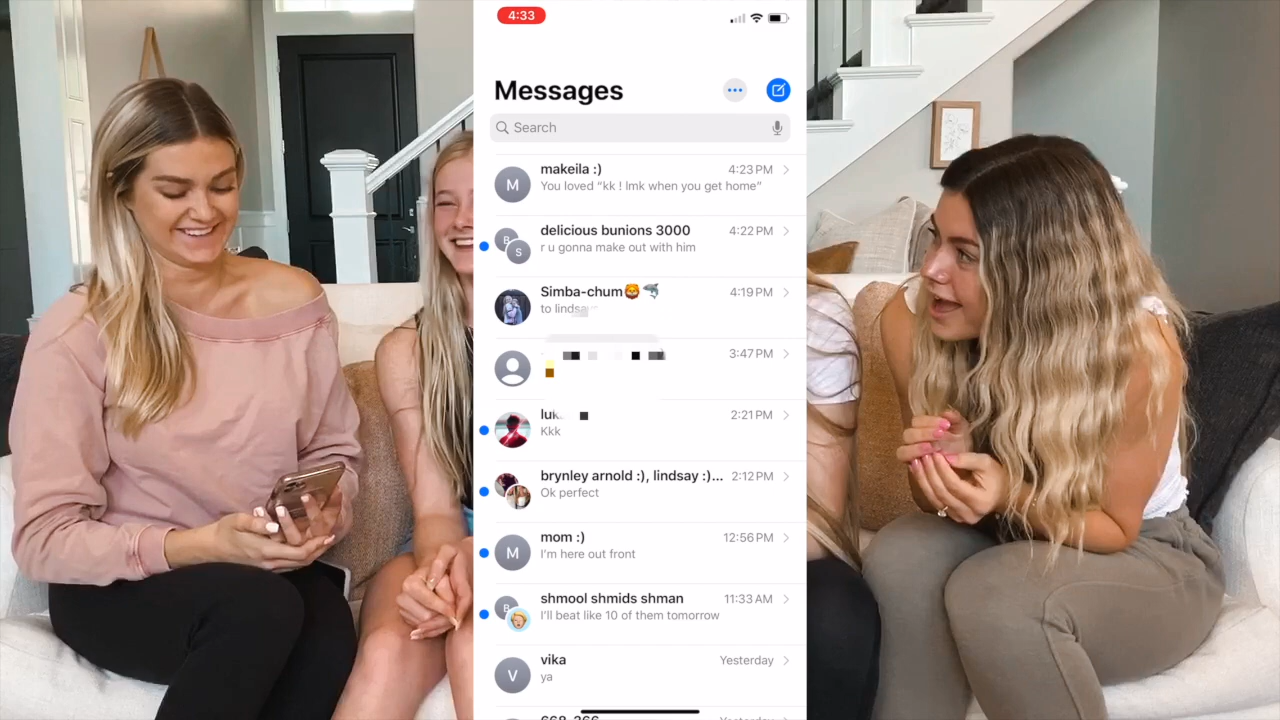 4:33
Messages
Search
makeila :)
4:23 PM
You loved “kk ! lmk when you get home”
delicious bunions 3000
4:22 PM
r u gonna make out with him
Simba-chum🦁🦈
4:19 PM
to
3:47 PM
2:21 PM
Kkk
brynley arnold :), lindsay :)...
2:12 PM
Ok perfect
mom :)
12:56 PM
I'm here out front
shmool shmids shman
11:33 AM
I'll beat like 10 of them tomorrow
vika
Yesterday
ya